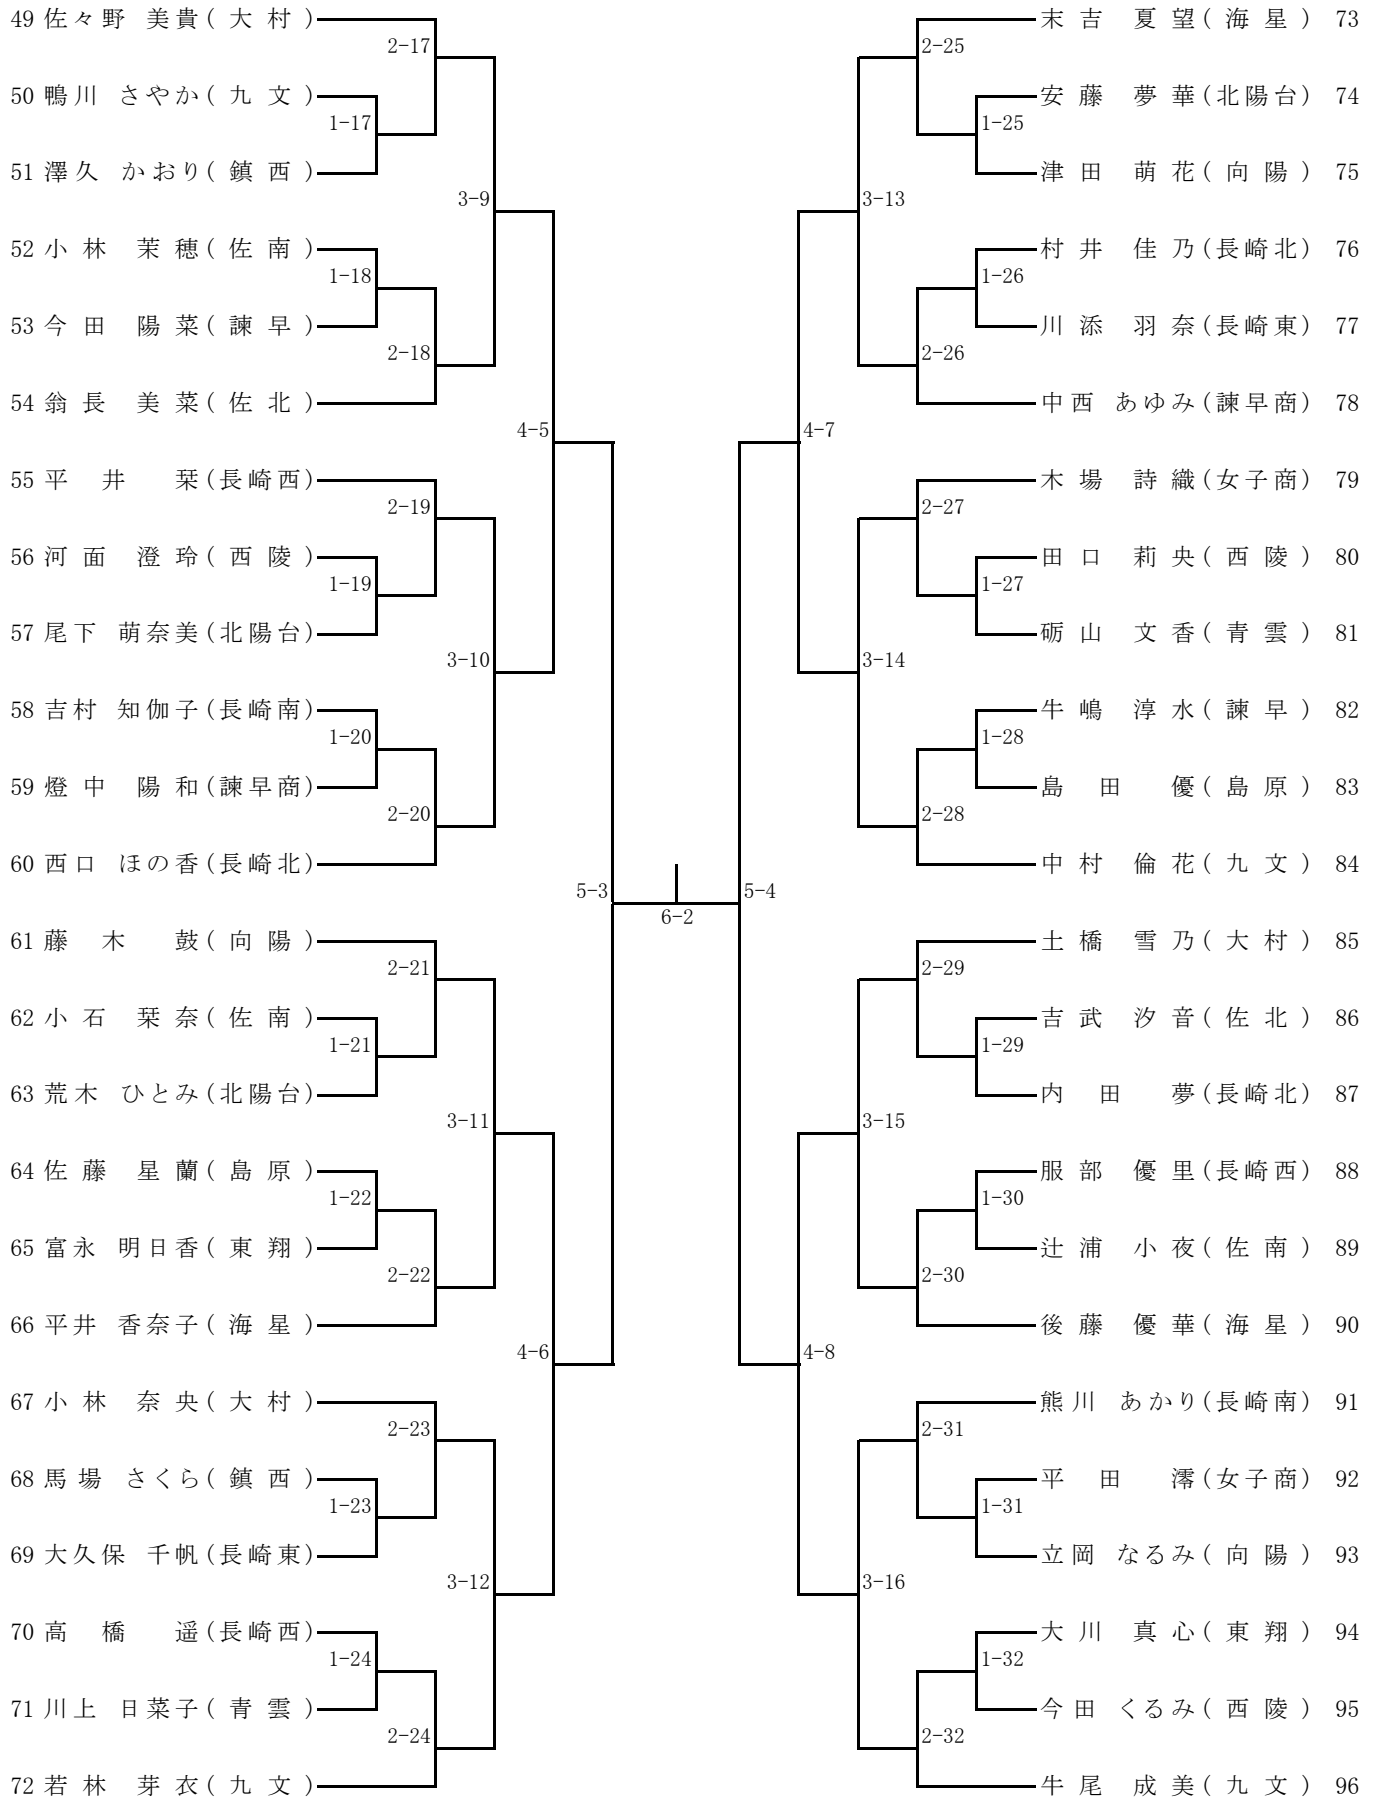 49 佐々野 美貴(大村)
2-17
50 鴨川 さやか(九文)
1-17
51 澤久 かおり(鎮西)
3-9
52 小林 茉穂(佐南)
1-18
53 今田 陽菜(諫早)
2-18
54 翁長 美菜(佐北)
4-5
55 平井 栞(長崎西)
2-19
56 河面 澄玲(西陵)
1-19
57 尾下 萌奈美(北陽台)
3-10
58 吉村 知伽子(長崎南)
1-20
59 燈中 陽和(諫早商)
2-20
60 西口 ほの香(長崎北)
5-3
61 藤木 鼓(向陽)
2-21
62 小石 栞奈(佐南)
1-21
63 荒木 ひとみ(北陽台)
3-11
64 佐藤 星蘭(島原)
1-22
65 富永 明日香(東翔)
2-22
66 平井 香奈子(海星)
4-6
67 小林 奈央(大村)
2-23
68 馬場 さくら(鎮西)
1-23
69 大久保 千帆(長崎東)
3-12
70 高橋 遥(長崎西)
1-24
71 川上 日菜子(青雲)
2-24
72 若林 芽衣(九文)
6-2
末吉 夏望(海星) 73
2-25
安藤 夢華(北陽台) 74
1-25
津田 萌花(向陽) 75
3-13
村井 佳乃(長崎北) 76
1-26
川添 羽奈(長崎東) 77
2-26
中西 あゆみ(諫早商) 78
4-7
木場 詩織(女子商) 79
2-27
田口 莉央(西陵) 80
1-27
砺山 文香(青雲) 81
3-14
牛嶋 淳水(諫早) 82
1-28
島田 優(島原) 83
2-28
中村 倫花(九文) 84
5-4
土橋 雪乃(大村) 85
2-29
吉武 汐音(佐北) 86
1-29
内田 夢(長崎北) 87
3-15
服部 優里(長崎西) 88
1-30
辻浦 小夜(佐南) 89
2-30
後藤 優華(海星) 90
4-8
熊川 あかり(長崎南) 91
2-31
平田 澪(女子商) 92
1-31
立岡 なるみ(向陽) 93
3-16
大川 真心(東翔) 94
1-32
今田 くるみ(西陵) 95
2-32
牛尾 成美(九文) 96